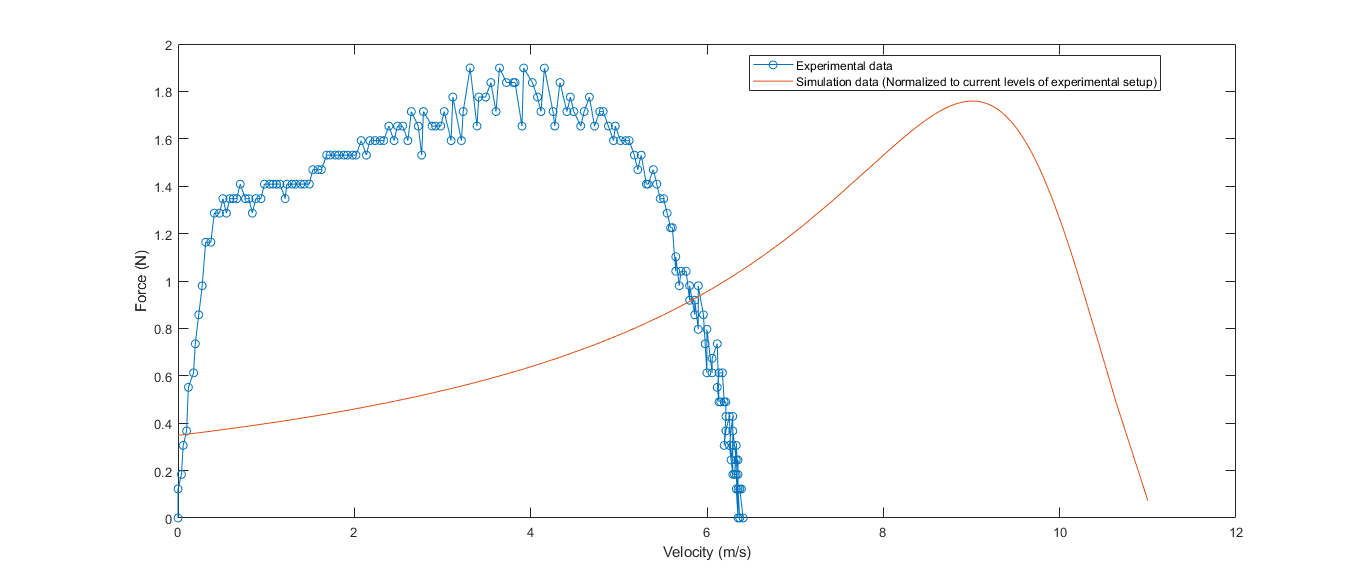 Experimental data
Simulation data (Normalized to current levels of experimental setup)
2
1.8
1.6
1.4
1.2
1
0.8
0.6
0.4
0.2
0
Force (N)
0 2 4 6 8 10 12
Velocity (m/s)